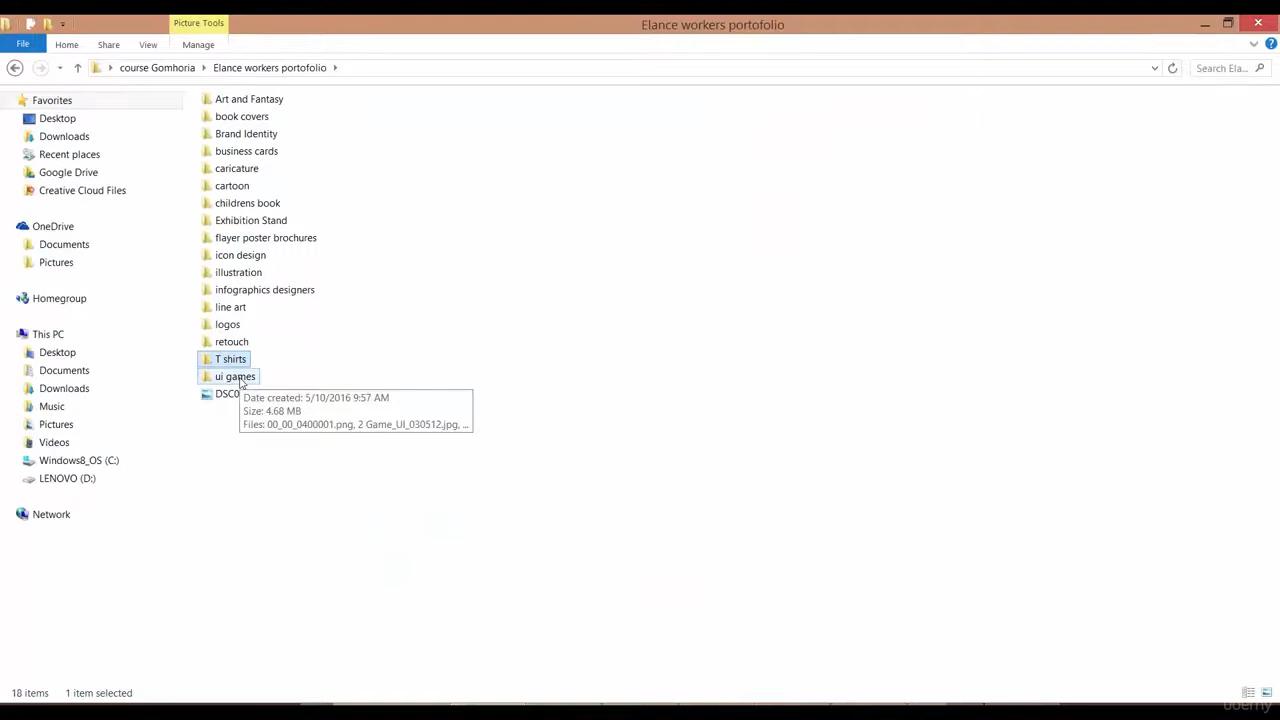 Picture Tools
Elance workers portofolio
File
Home
Share
View
Manage
course Gomhoria
Elance workers portofolio
Search Ela...
Favorites
Desktop
Downloads
Recent places
Google Drive
Creative Cloud Files
OneDrive
Documents
Pictures
Homegroup
This PC
Desktop
Documents
Downloads
Music
Pictures
Videos
Windows8_OS (C:)
LENOVO (D:)
Network
Art and Fantasy
book covers
Brand Identity
business cards
caricature
cartoon
childrens book
Exhibition Stand
flayer poster brochures
icon design
illustration
infographics designers
line art
logos
retouch
T shirts
ui games
DSC0
Date created: 5/10/2016 9:57 AM
Size: 4.68 MB
Files: 00_00_0400001.png, 2 Game_UI_030512.jpg, ...
18 items
1 item selected
udemy